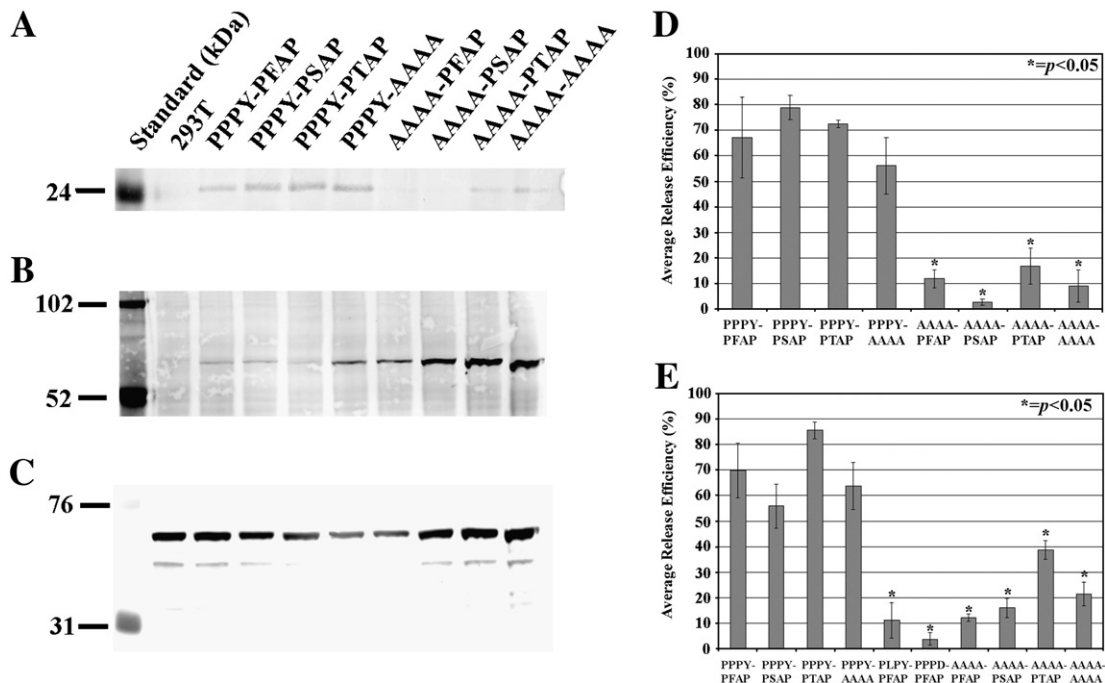 A
Standard (kDa)
293T
PPPY-PFAP
PPPY-PSAP
PPPY-PTAP
PPPY-AAAA
AAAA-PFAP
AAAA-PSAP
AAAA-PTAP
AAAA-AAAA
24
B
102
52
C
76
31
D
*=p<0.05
Average Release Efficiency (%)
100
90
80
70
60
50
40
30
20
10
0
* * * *
PPPY-PFAP
PPPY-PSAP
PPPY-PTAP
PPPY-AAAA
AAAA-PFAP
AAAA-PSAP
AAAA-PTAP
AAAA-AAAA
E
*=p<0.05
Average Release Efficiency (%)
100
90
80
70
60
50
40
30
20
10
0
* * * * * *
PPPY-PFAP
PPPY-PSAP
PPPY-PTAP
PPPY-AAAA
PLPY-PFAP
PPPD-PFAP
AAAA-PFAP
AAAA-PSAP
AAAA-PTAP
AAAA-AAAA